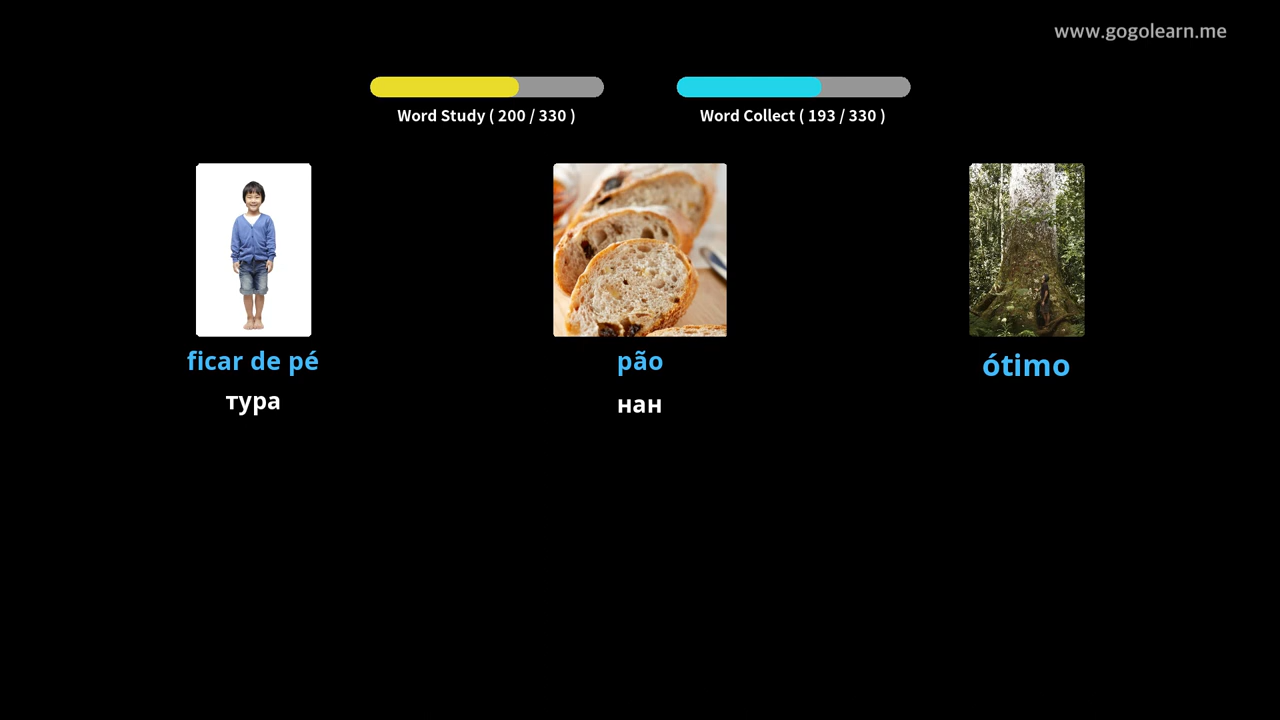 www.gogolearn.me
Word Study ( 200 / 330 )
Word Collect ( 193 / 330 )
ficar de pé
тура
pão
нан
ótimo